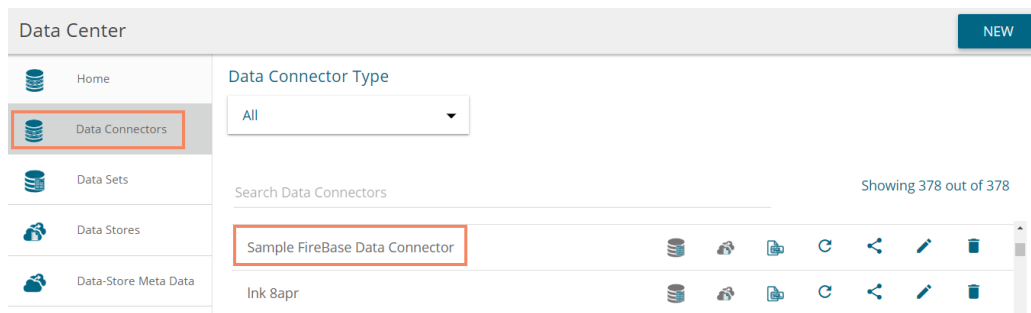 Data Center
NEW
Home
Data Connectors
Data Sets
Data Stores
Data-Store Meta Data
Data Connector Type
All
Search Data Connectors
Showing 378 out of 378
Sample FireBase Data Connector
lnk 8apr